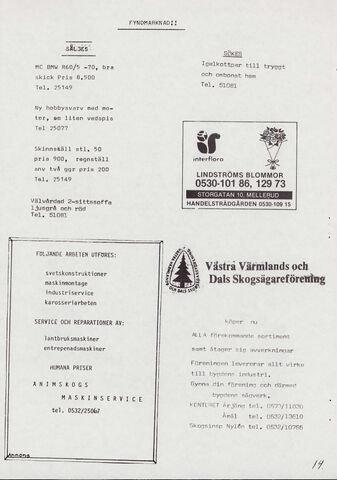 FYNDMARKNAD!!
SÄLJES
MC BMW R60/5 -70, bra
skick Pris 8,500
Tel. 25149
Ny hobbysvarv med mo-
tor, en liten vedspis
Tel 25077
Skinnställ stl. 50
pris 900, regnställ
anv två ggr pris 200
Tel. 25149
Välvårdad 2-sittssoffa
ljusgrå och röd
Tel. 51081
SÖKES
Igelkottpar till tryggt
och ombonat hem
Tel. 51081
interflora
LINDSTRÖMS BLOMMOR
0530-101 86, 129 73
STORGATAN 10, MELLERUD
HANDELSTRÄDGÅRDEN 0530-109 15
FÖLJANDE ARBETEN UTFÖRES:
svetskonstruktioner
maskinmontage
industriservice
karosseriarbeten
SERVICE OCH REPARATIONER AV:
lantbruksmaskiner
entrepenadsmaskiner
HUMANA PRISER
ANIMSKOGS
MASKINSERVICE
tel. 0532/25067
Annons
Västra Värmlands och
Dals Skogsägareförening
köper nu
ALLA förekommande sortiment
samt åtager sig avverkningar
Föreningen levererar allt virke
till bygdens industri.
Gynna din förening och därmed
bygdens sågverk.
KONTORET Årjäng tel. 0573/11030
Åmål tel. 0532/13610
Skogsinsp Nylén tel. 0532/10795
14.